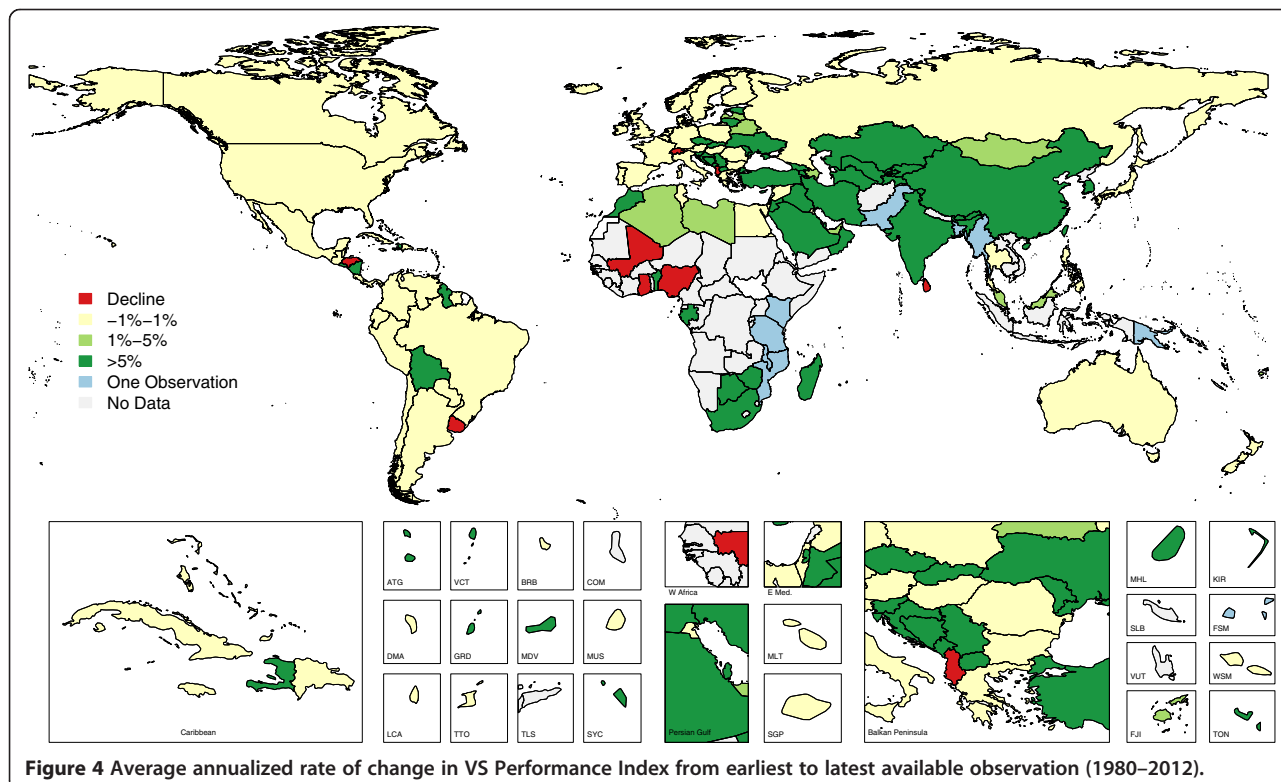 Decline
−1%−1%
1%−5%
>5%
One Observation
No Data
Caribbean
ATG
VCT
BRB
COM
DMA
GRD
MDV
MUS
LCA
TTO
TLS
SYC
W Africa
E Med.
Persian Gulf
MLT
SGP
Balkan Peninsula
MHL
KIR
SLB
FSM
VUT
WSM
FJI
TON
Figure 4 Average annualized rate of change in VS Performance Index from earliest to latest available observation (1980–2012).